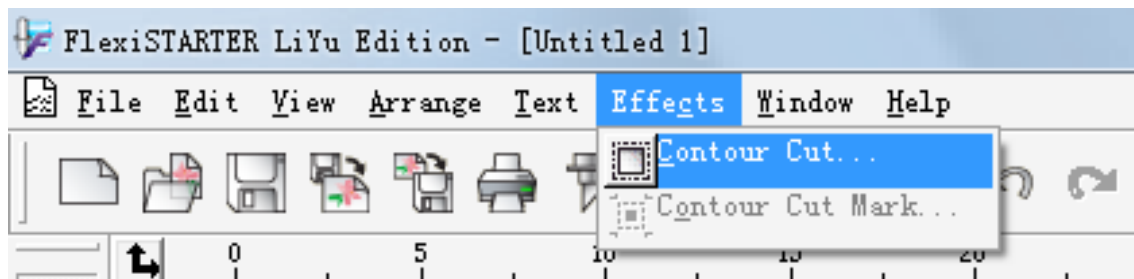 FlexiSTARTER LiYu Edition - [Untitled 1]
File Edit View Arrange Text Effects Window Help
Contour Cut...
Contour Cut Mark...
0 5 10 15 20